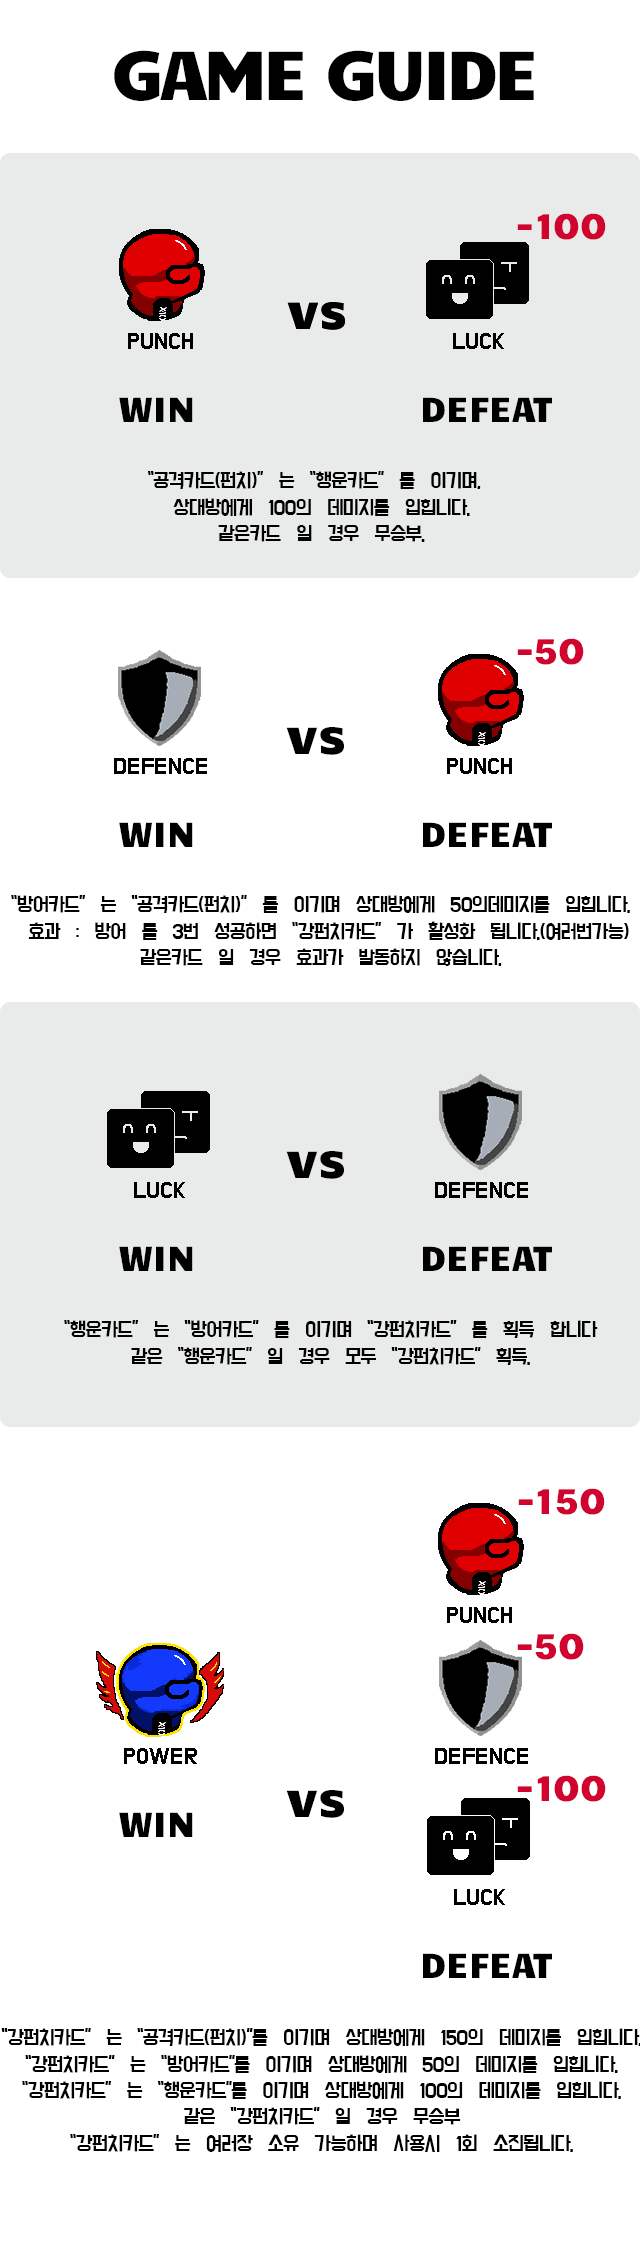 GAME GUIDE
-100
PUNCH
VS
LUCK
WIN
DEFEAT
"공격카드(펀치)" 는 "행운카드" 를 이기며,
상대방에게 100의 데미지를 입힙니다.
같은카드 일 경우 무승부.
-50
DEFENCE
VS
PUNCH
WIN
DEFEAT
"방어카드" 는 "공격카드(펀치)" 를 이기며 상대방에게 50의데미지를 입힙니다.
효과 : 방어 를 3번 성공하면 "강펀치카드" 가 활성화 됩니다.(여러번가능)
같은카드 일 경우 효과가 발동하지 않습니다.
LUCK
VS
DEFENCE
WIN
DEFEAT
"행운카드" 는 "방어카드" 를 이기며 "강펀치카드" 를 획득 합니다
같은 "행운카드" 일 경우 모두 "강펀치카드" 획득.
-150
PUNCH
-50
POWER
DEFENCE
-100
WIN
VS
LUCK
DEFEAT
"강펀치카드" 는 "공격카드(펀치)"를 이기며 상대방에게 150의 데미지를 입힙니다.
"강펀치카드" 는 "방어카드"를 이기며 상대방에게 50의 데미지를 입힙니다.
"강펀치카드" 는 "행운카드"를 이기며 상대방에게 100의 데미지를 입힙니다.
같은 "강펀치카드" 일 경우 무승부
"강펀치카드" 는 여러장 소유 가능하며 사용시 1회 소진됩니다.